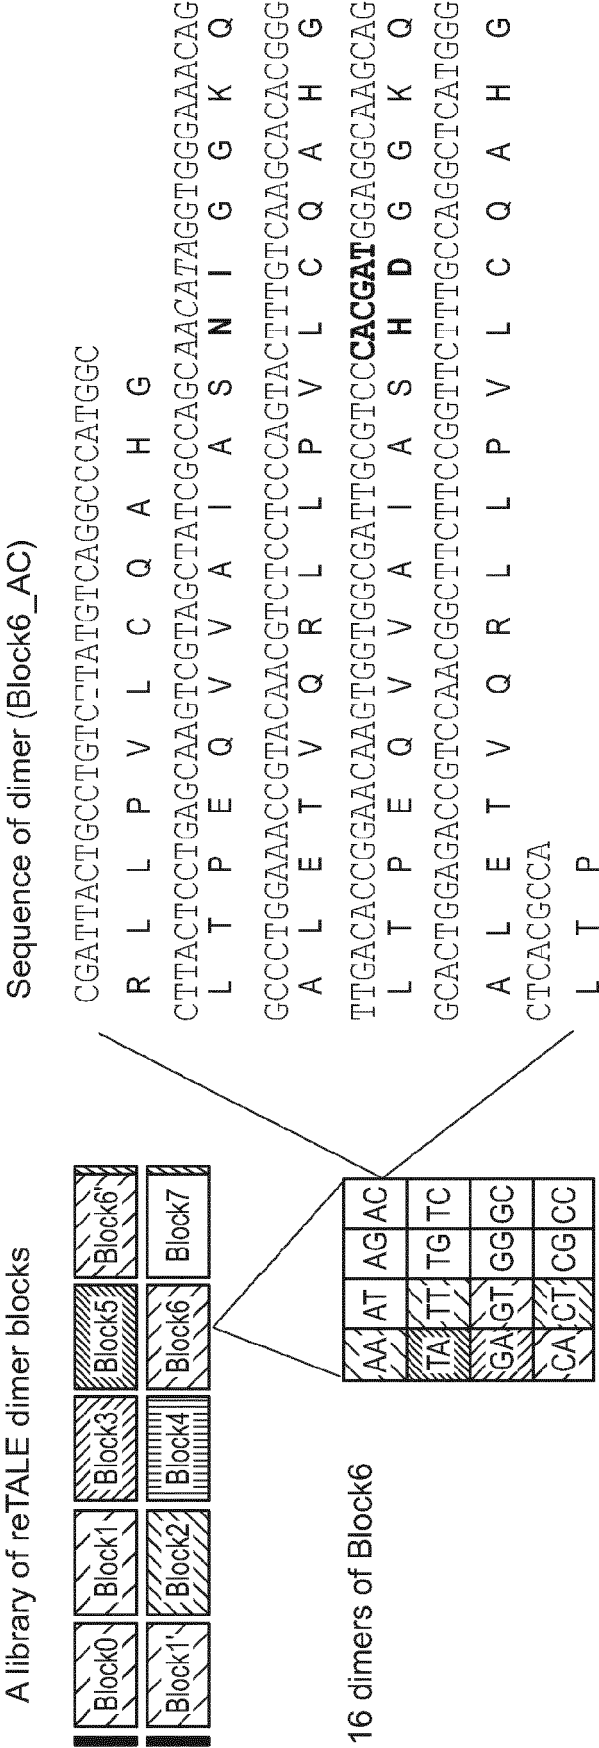 A library of reTALE dimer blocks
Block0 Block1 Block3 Block5 Block6'
Block1' Block2 Block4 Block6 Block7
16 dimers of Block6
AA AT AG AC
TA TT TG TC
GA GT GG GC
CA CT CG CC
Sequence of dimer (Block6_AC)
CGATTACTGCCTGTCTTATGTCAGGCCCATGGC
R L L P V L C Q A H G
CTTACTCCTGAGCAAGTCGTAGCTATCGCCAGCAACATAGGTGGGAAACAG
L T P E Q V V A I A S N I G G K Q
GCCCTGGAAACCGTACAACGTCTCCTCCCAGTACTTTGTCAAGCACACGGG
A L E T V Q R L L P V L C Q A H G
TTGACACCGGAACAAGTGGTGGCGATTGCGTCCCACGATGGAGGCAAGCAG
L T P E Q V V A I A S H D G G K Q
GCACTGGAGACCGTCCAACGGCTTCTTCCGGTTCTTTGCCAGGCTCATGGG
A L E T V Q R L L P V L C Q A H G
CTCACGCCA
L T P